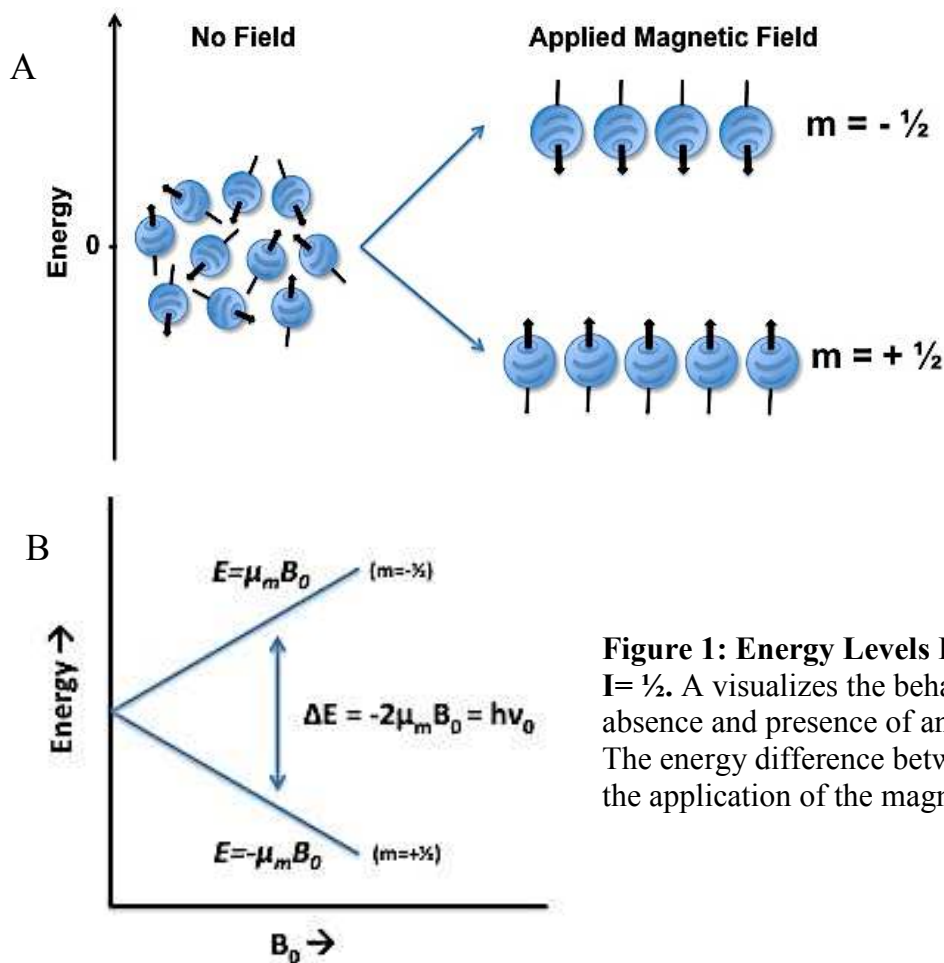 A
No Field
Applied Magnetic Field
m = - ½
Energy
0
m = + ½
B
E=μₘB₀ (m=-½)
Energy →
ΔE = -2μₘB₀ = hν₀
E=-μₘB₀ (m=+½)
B₀ →
Figure 1: Energy Levels
I= ½. A visualizes the beha
absence and presence of an
The energy difference betw
the application of the magn